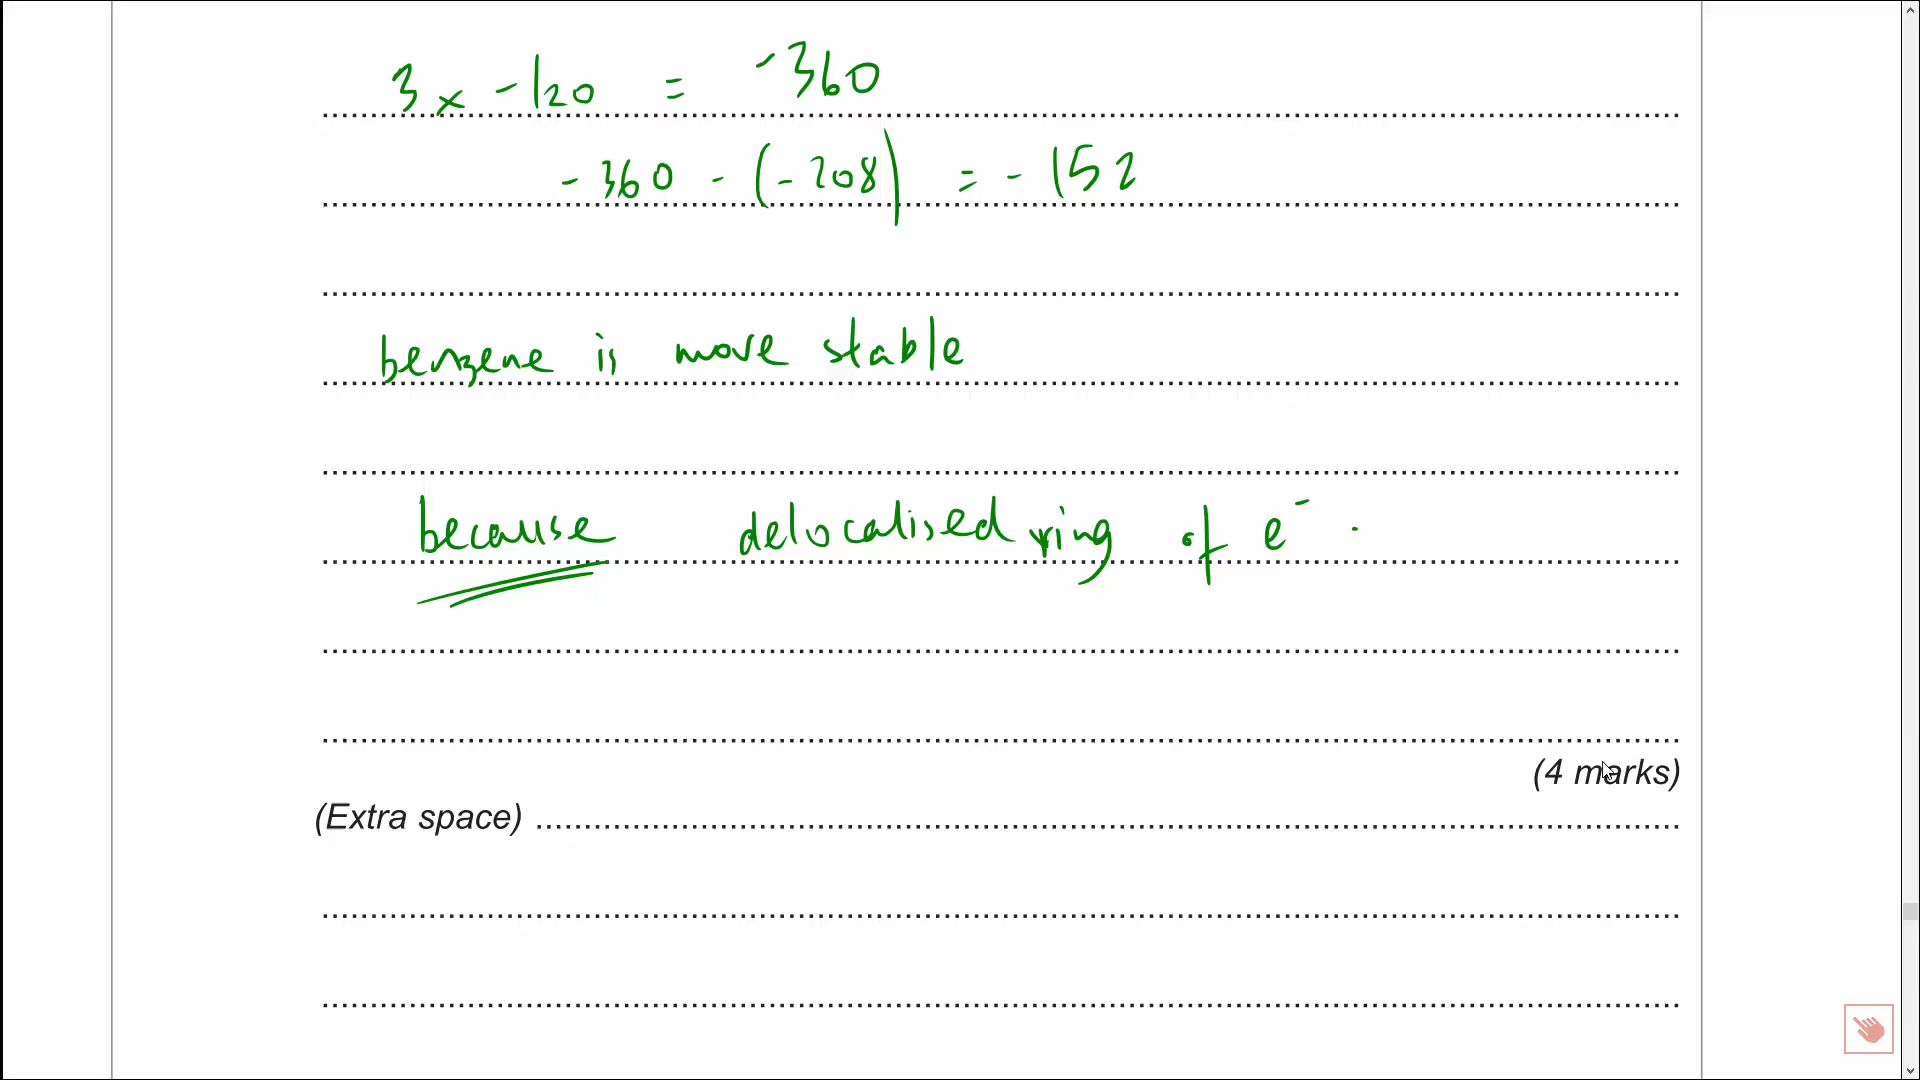 3 x -120 = -360
-360 - (-208) = -152
benzene is more stable
because delocalised ring of e⁻.
(4 marks)
(Extra space)